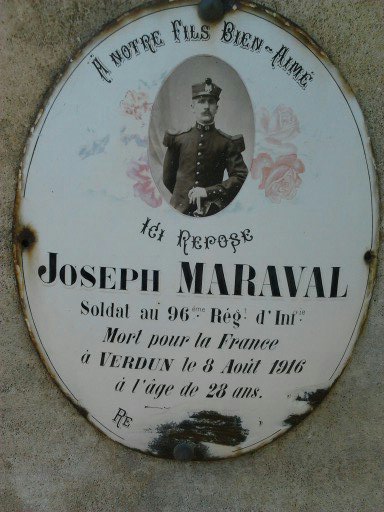 À NOTRE FILS BIEN-AIMÉ
ICI REPOSE
JOSEPH MARAVAL
Soldat au 96ème Régt d'Infrie
Mort pour la France
à VERDUN le 8 Août 1916
à l'âge de 28 ans.
RE